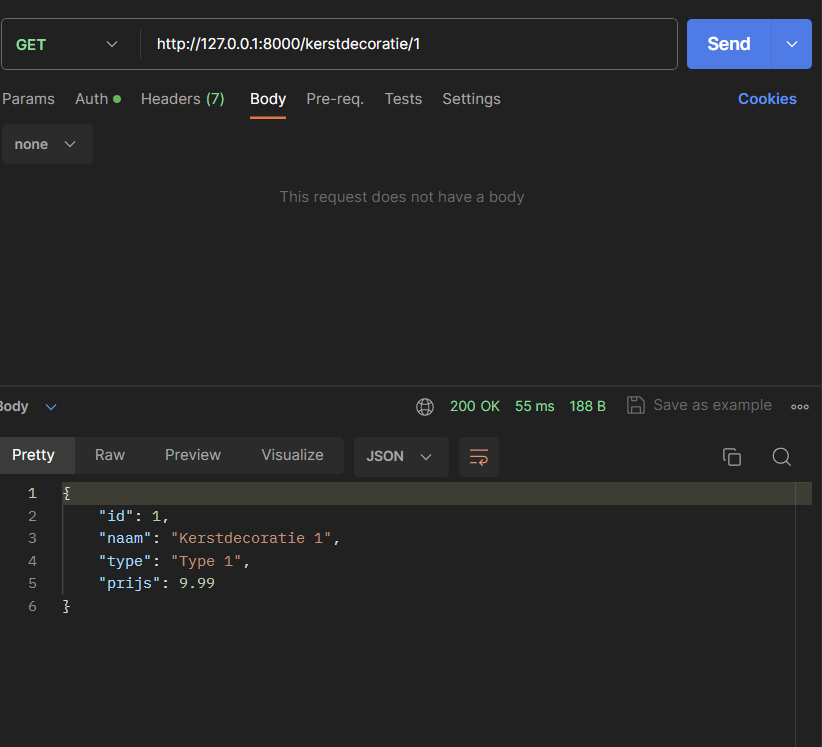 GET http://127.0.0.1:8000/kerstdecoratie/1 Send
Params Auth Headers (7) Body Pre-req. Tests Settings Cookies
none
This request does not have a body
Body 200 OK 55 ms 188 B Save as example
Pretty Raw Preview Visualize JSON
1 {
2 "id": 1,
3 "naam": "Kerstdecoratie 1",
4 "type": "Type 1",
5 "prijs": 9.99
6 }